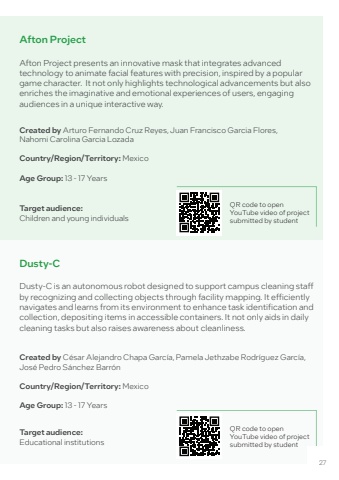 Afton Project
Afton Project presents an innovative mask that integrates advanced
technology to animate facial features with precision, inspired by a popular
game character. It not only highlights technological advancements but also
enriches the imaginative and emotional experiences of users, engaging
audiences in a unique interactive way.
Created by Arturo Fernando Cruz Reyes, Juan Francisco Garcia Flores,
Nahomi Carolina Garcia Lozada
Country/Region/Territory: Mexico
Age Group: 13 - 17 Years
Target audience:
Children and young individuals
QR code to open
YouTube video of project
submitted by student
Dusty-C
Dusty-C is an autonomous robot designed to support campus cleaning staff
by recognizing and collecting objects through facility mapping. It efficiently
navigates and learns from its environment to enhance task identification and
collection, depositing items in accessible containers. It not only aids in daily
cleaning tasks but also raises awareness about cleanliness.
Created by César Alejandro Chapa García, Pamela Jethzabe Rodríguez García,
José Pedro Sánchez Barrón
Country/Region/Territory: Mexico
Age Group: 13 - 17 Years
Target audience:
Educational institutions
QR code to open
YouTube video of project
submitted by student
27